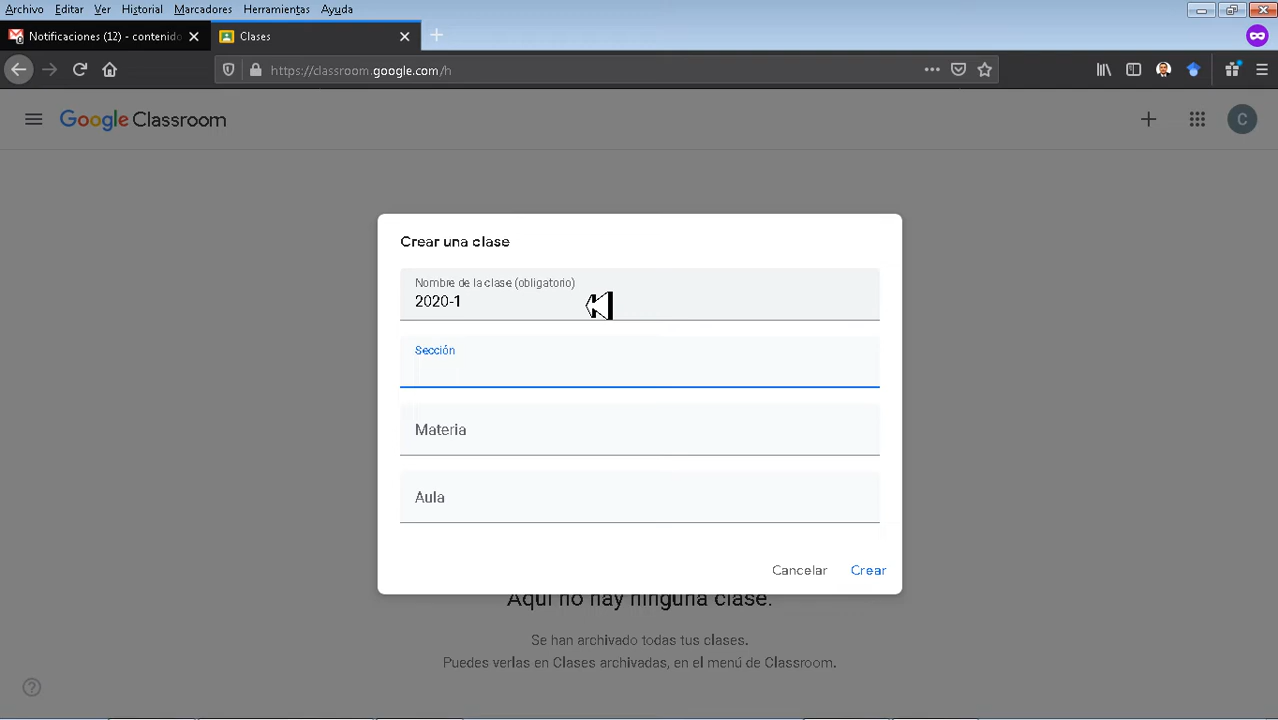 Archivo Editar Ver Historial Marcadores Herramientas Ayuda
Notificaciones (12) - contenido
Clases
https://classroom.google.com/h
Google Classroom
C
Crear una clase
Nombre de la clase (obligatorio)
2020-1
Sección
Materia
Aula
Cancelar Crear
Aquí no hay ninguna clase.
Se han archivado todas tus clases.
Puedes verlas en Clases archivadas, en el menú de Classroom.